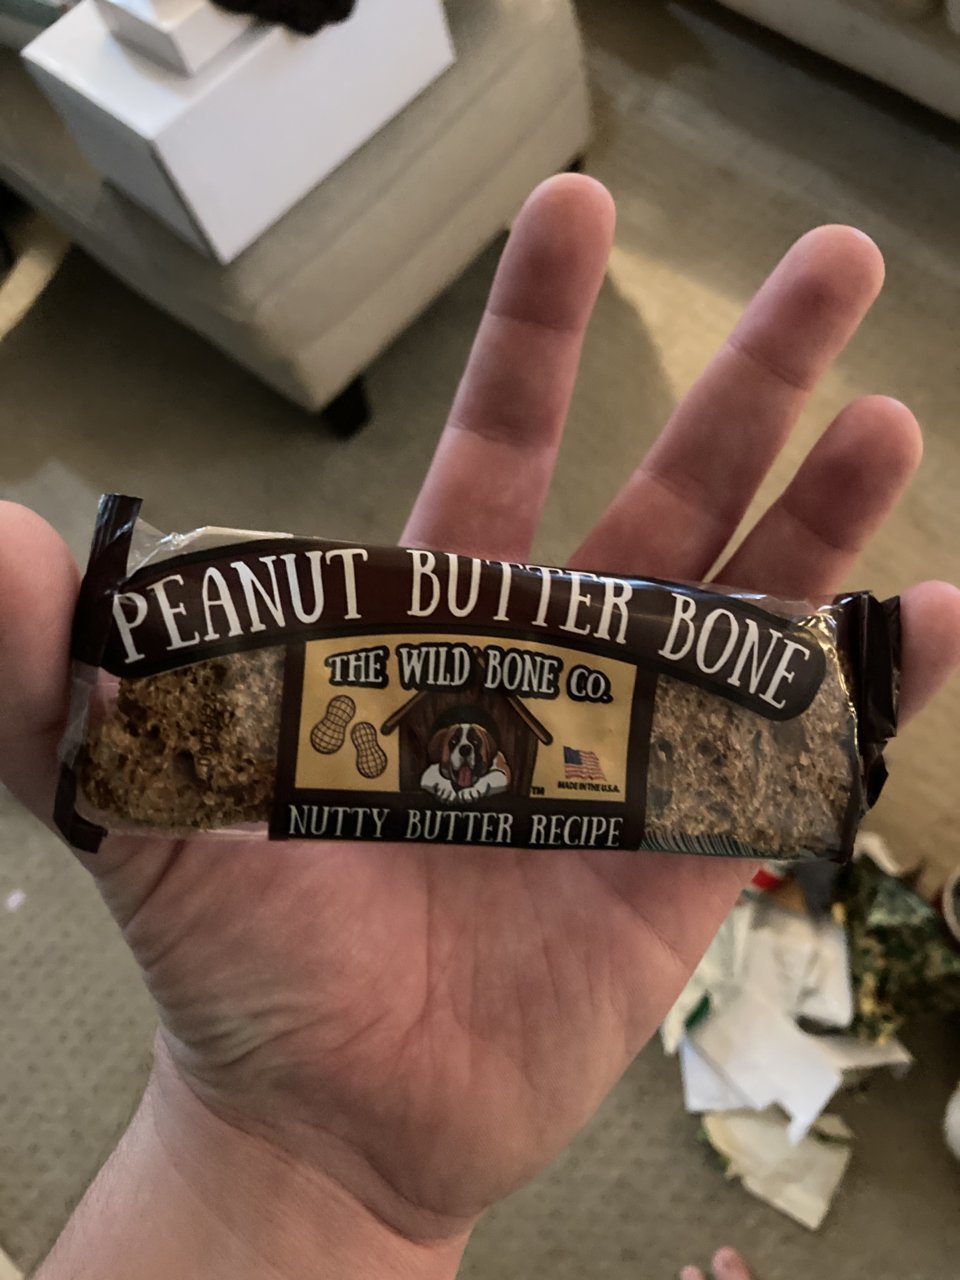 PEANUT BUTTER BONE
THE WILD BONE CO.
TM
MADE IN THE U.S.A.
NUTTY BUTTER RECIPE